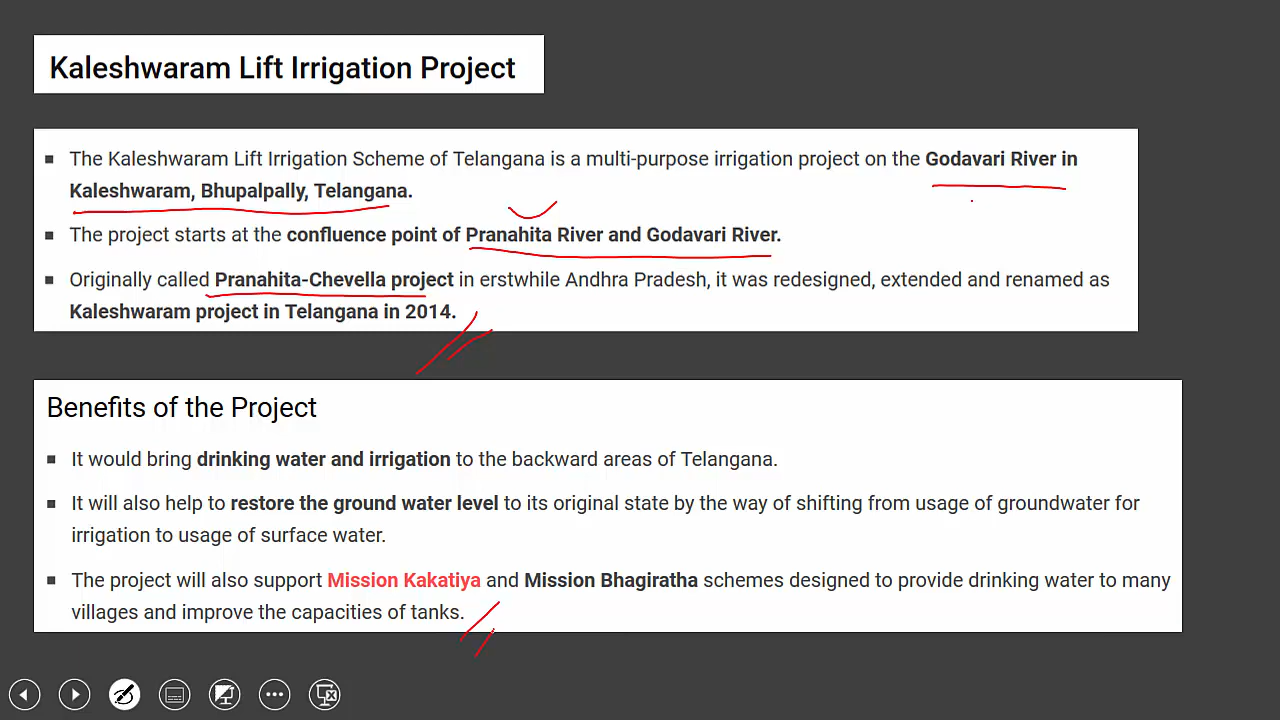 Kaleshwaram Lift Irrigation Project
▪ The Kaleshwaram Lift Irrigation Scheme of Telangana is a multi-purpose irrigation project on the Godavari River in
Kaleshwaram, Bhupalpally, Telangana.
▪ The project starts at the confluence point of Pranahita River and Godavari River.
▪ Originally called Pranahita-Chevella project in erstwhile Andhra Pradesh, it was redesigned, extended and renamed as
Kaleshwaram project in Telangana in 2014.
Benefits of the Project
▪ It would bring drinking water and irrigation to the backward areas of Telangana.
▪ It will also help to restore the ground water level to its original state by the way of shifting from usage of groundwater for
irrigation to usage of surface water.
▪ The project will also support Mission Kakatiya and Mission Bhagiratha schemes designed to provide drinking water to many
villages and improve the capacities of tanks.